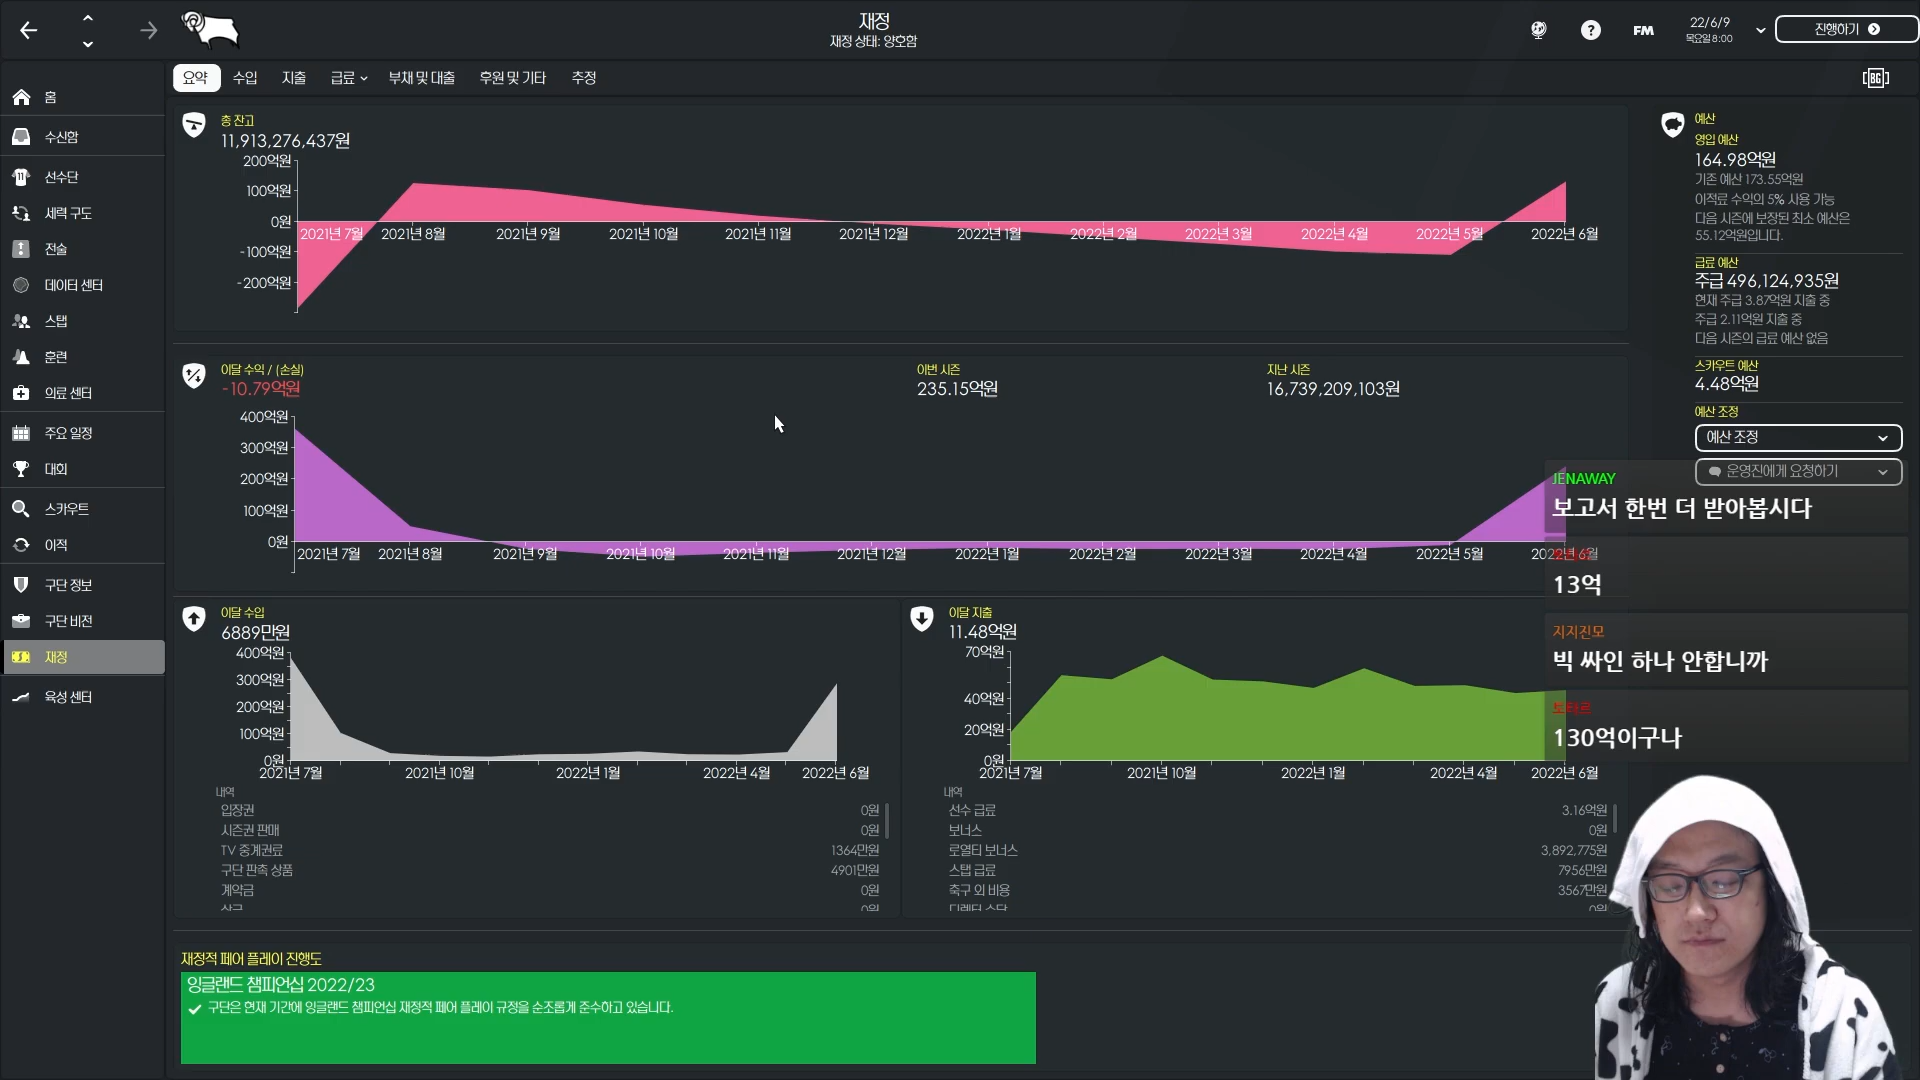 재정
재정 상태: 양호함
FM
22/6/9
목요일 8:00
진행하기
홈
수신함
선수단
세력 구도
전술
데이터 센터
스탭
훈련
의료 센터
주요 일정
대회
스카우트
이적
구단 정보
구단 비전
재정
육성 센터
요약
수입
지출
급료
부채 및 대출
후원 및 기타
추정
[BG]
총 잔고
11,913,276,437원
200억원
100억원
0원
-100억원
-200억원
2021년 7월 2021년 8월 2021년 9월 2021년 10월 2021년 11월 2021년 12월 2022년 1월 2022년 2월 2022년 3월 2022년 4월 2022년 5월 2022년 6월
이달 수익 / (손실)
-10.79억원
이번 시즌
235.15억원
지난 시즌
16,739,209,103원
400억원
300억원
200억원
100억원
0원
2021년 7월 2021년 8월 2021년 9월 2021년 10월 2021년 11월 2021년 12월 2022년 1월 2022년 2월 2022년 3월 2022년 4월 2022년 5월
이달 수입
6889만원
400억원
300억원
200억원
100억원
0원
2021년 7월 2021년 10월 2022년 1월 2022년 4월 2022년 6월
내역
입장권 0원
시즌권 판매 0원
TV 중계권료 1364만원
구단 판촉 상품 4901만원
계약금 0원
상금 0원
이달 지출
11.48억원
70억원
40억원
20억원
0원
2021년 7월 2021년 10월 2022년 1월 2022년 4월 2022년 6월
내역
선수 급료 3.16억원
보너스 0원
로열티 보너스 3,892,775원
스탭 급료 7956만원
축구 외 비용 3567만원
디렉터 수당 0원
재정적 페어 플레이 진행도
잉글랜드 챔피언십 2022/23
구단은 현재 기간에 잉글랜드 챔피언십 재정적 페어 플레이 규정을 순조롭게 준수하고 있습니다.
예산
영입 예산
164.98억원
기존 예산 173.55억원
이적료 수익의 5% 사용 가능
다음 시즌에 보장된 최소 예산은
55.12억원입니다.
급료 예산
주급 496,124,935원
현재 주급 3.87억원 지출 중
주급 2.11억원 지출 중
다음 시즌의 급료 예산 없음
스카우트 예산
4.48억원
예산 조정
예산 조정
운영진에게 요청하기
JENAWAY
보고서 한번 더 받아봅시다
13억
지지진모
빅 싸인 하나 안합니까
130억이구나